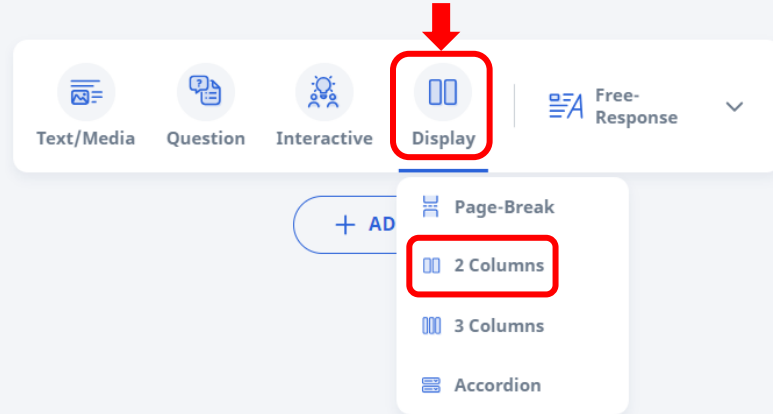 Text/Media
Question
Interactive
Display
Free-
Response
Page-Break
+ AD
2 Columns
3 Columns
Accordion